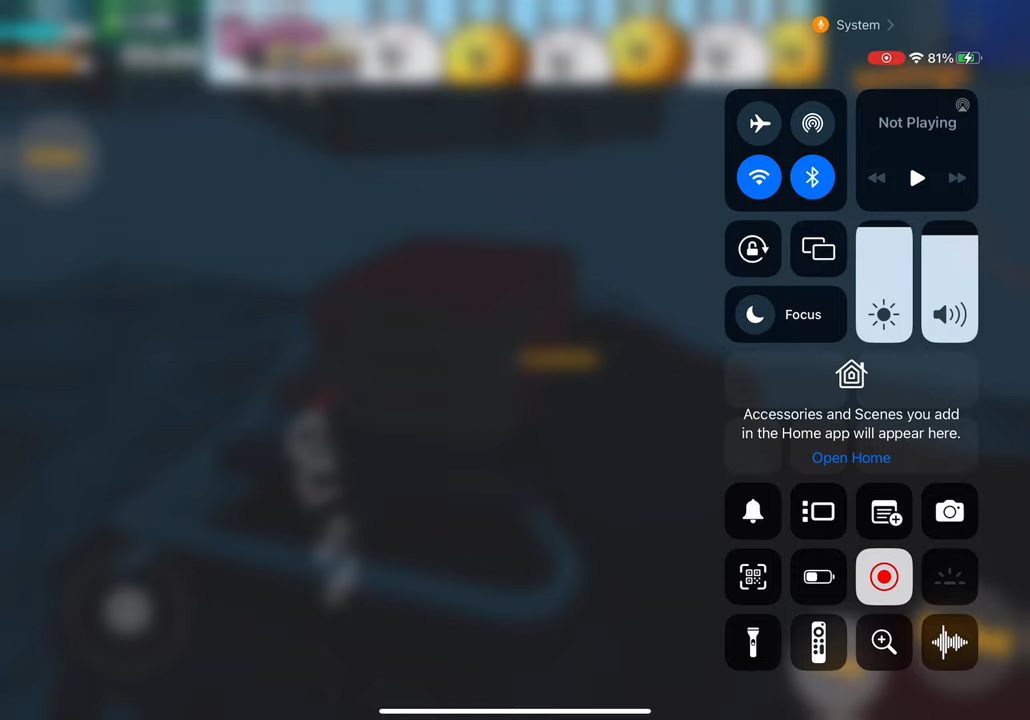 System
81%
Not Playing
Focus
Accessories and Scenes you add
in the Home app will appear here.
Open Home